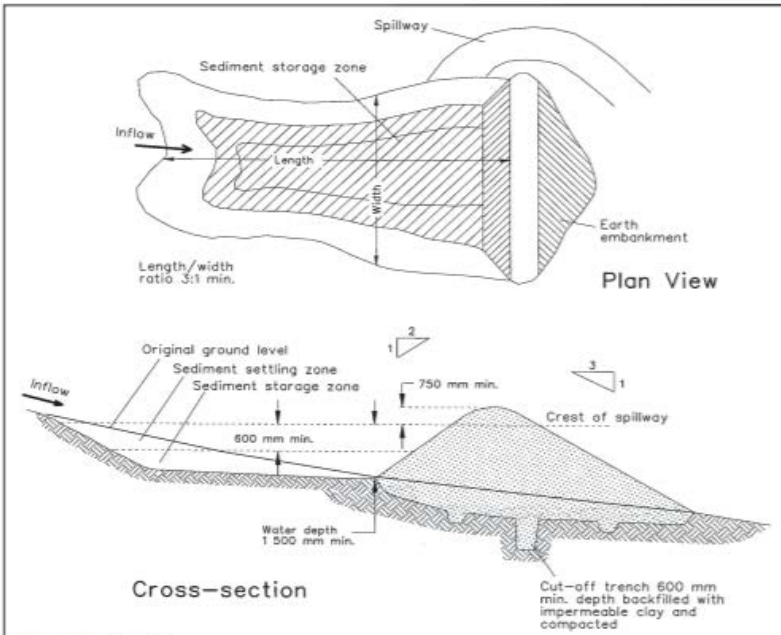 Spillway
Sediment storage zone
Inflow
Length
Width
Earth
embankment
Length/width
ratio 3:1 min.
Plan View
2
1
3
1
Original ground level
Sediment settling zone
Sediment storage zone
Inflow
750 mm min.
Crest of spillway
600 mm min.
Water depth
1 500 mm min.
Cross-section
Cut-off trench 600 mm
min. depth backfilled with
impermeable clay and
compacted